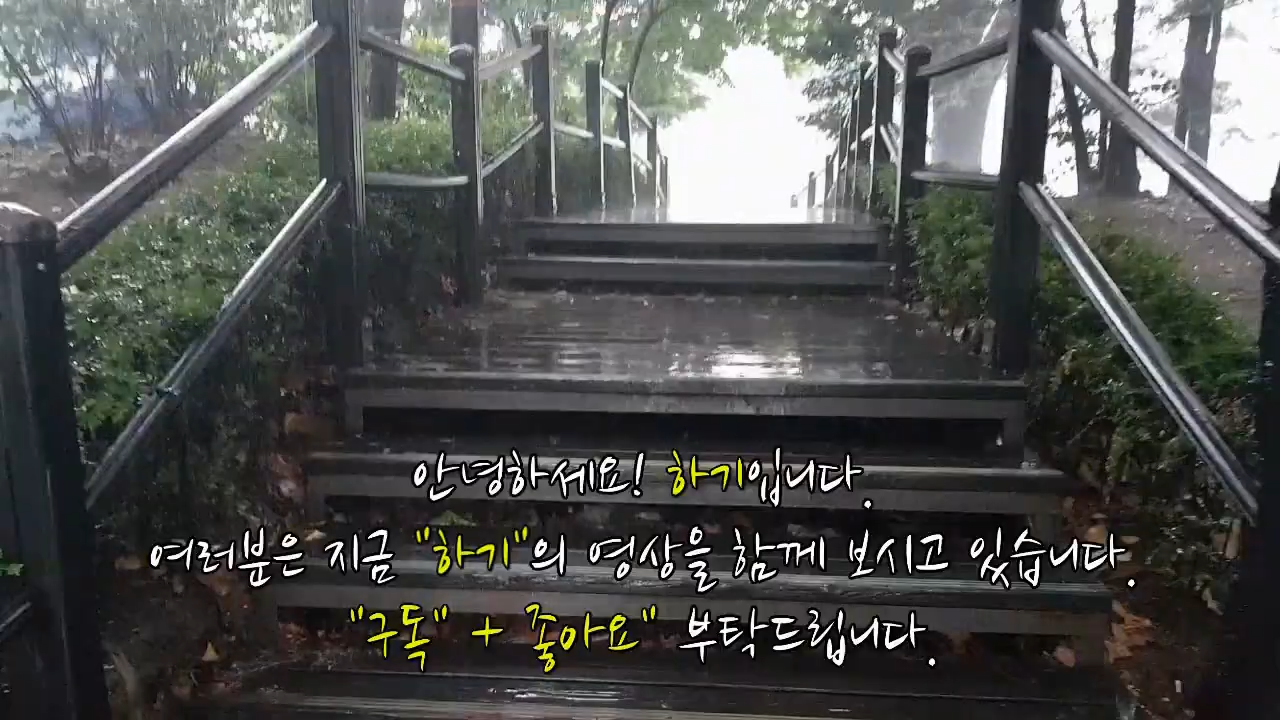 안녕하세요! 하기입니다.
여러분은 지금 "하기"의 영상을 함께 보시고 있습니다.
"구독" + 좋아요" 부탁드립니다.